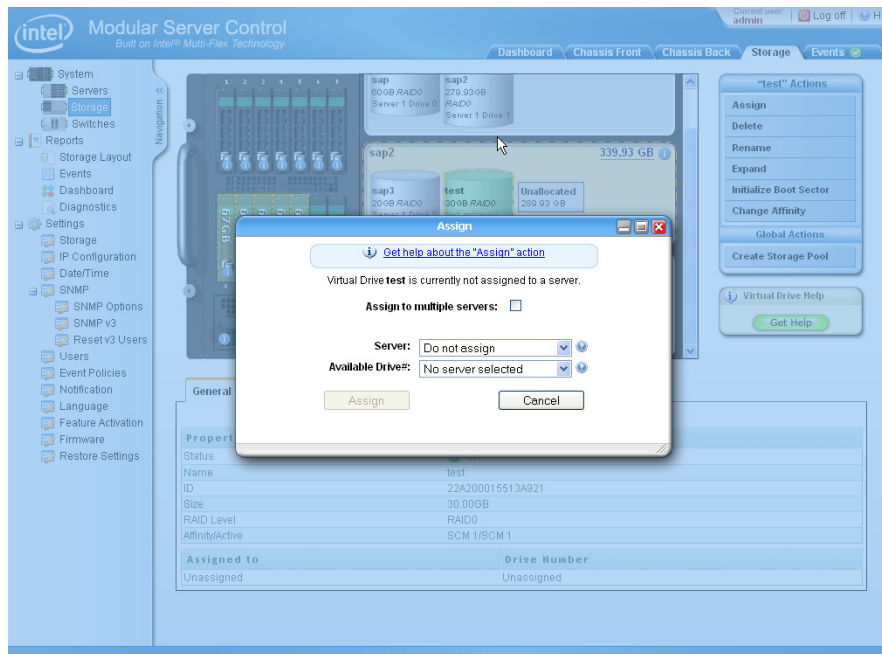 intel
Modular Server Control
Built on Intel® Multi-Flex Technology
Current user:
admin
Log off
H
Dashboard
Chassis Front
Chassis Back
Storage
Events
System
Servers
Storage
Switches
Reports
Storage Layout
Events
Dashboard
Diagnostics
Settings
Storage
IP Configuration
Date/Time
SNMP
SNMP Options
SNMP v3
Reset v3 Users
Users
Event Policies
Notification
Language
Feature Activation
Firmware
Restore Settings
Navigation
1 2 3 4 5 6 7
67GB
sap
60GB RAID0
Server 1 Drive 0
sap2
279.93GB
RAID0
Server 1 Drive 1
sap2
339.93 GB
sap3
20GB RAID0
test
30GB RAID0
Unallocated
289.93 GB
"test" Actions
Assign
Delete
Rename
Expand
Initialize Boot Sector
Change Affinity
Global Actions
Create Storage Pool
Virtual Drive Help
Get Help
Assign
Get help about the "Assign" action
Virtual Drive test is currently not assigned to a server.
Assign to multiple servers:
Server:
Do not assign
Available Drive#:
No server selected
Assign
Cancel
General
Propert
Status
Name
test
ID
22A200015513A921
Size
30.00GB
RAID Level
RAID0
Affinity/Active
SCM 1/SCM 1
Assigned to
Drive Number
Unassigned
Unassigned